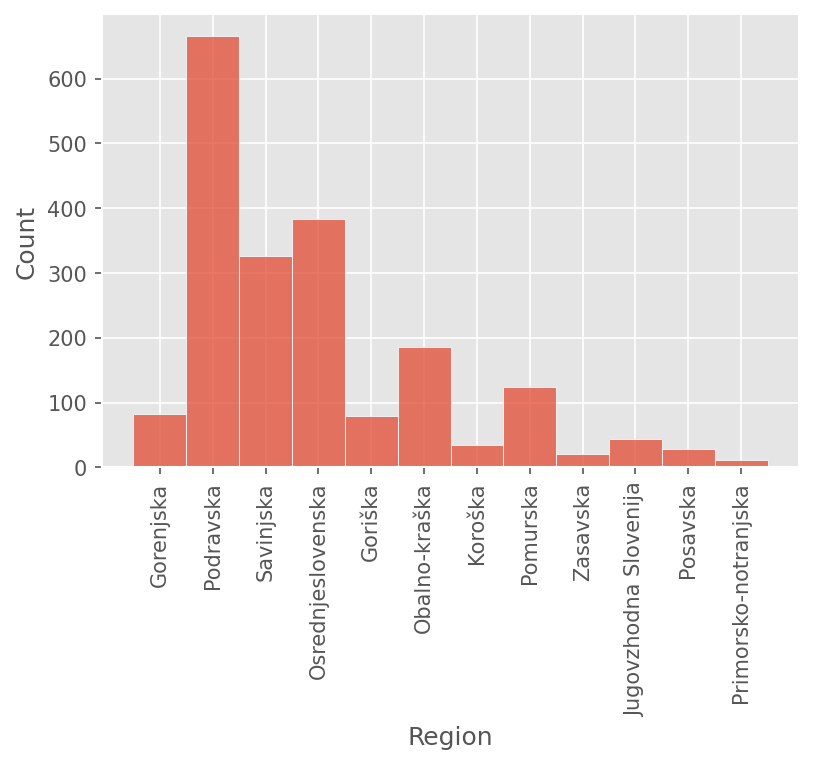 600
500
400
300
200
100
0
Count
Gorenjska
Podravska
Savinjska
Osrednjeslovenska
Goriška
Obalno-kraška
Koroška
Pomurska
Zasavska
Jugovzhodna Slovenija
Posavska
Primorsko-notranjska
Region